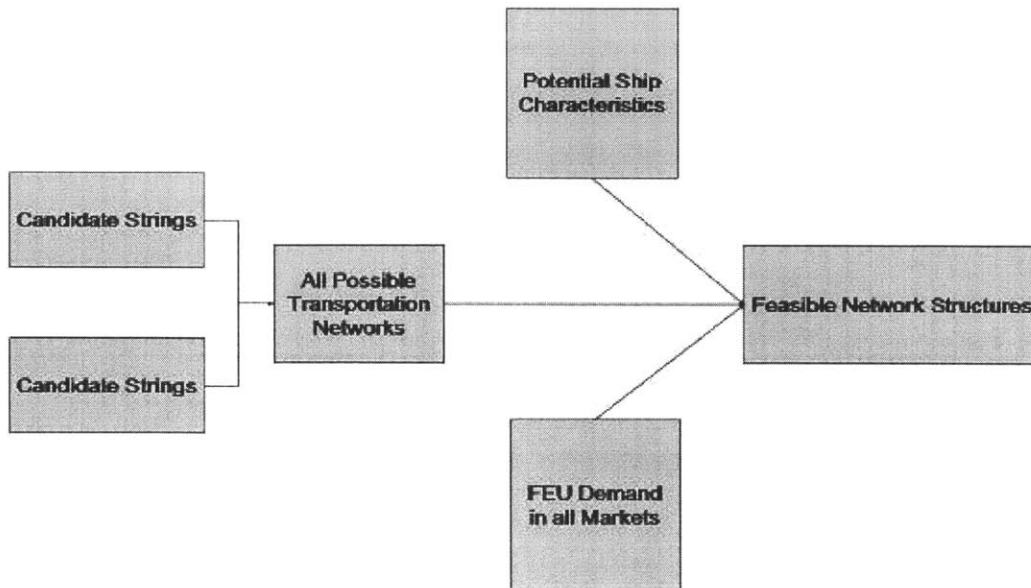 Potential Ship
Characteristics
Candidate Strings
All Possible
Transportation
Networks
Feasible Network Structures
Candidate Strings
FEU Demand
in all Markets